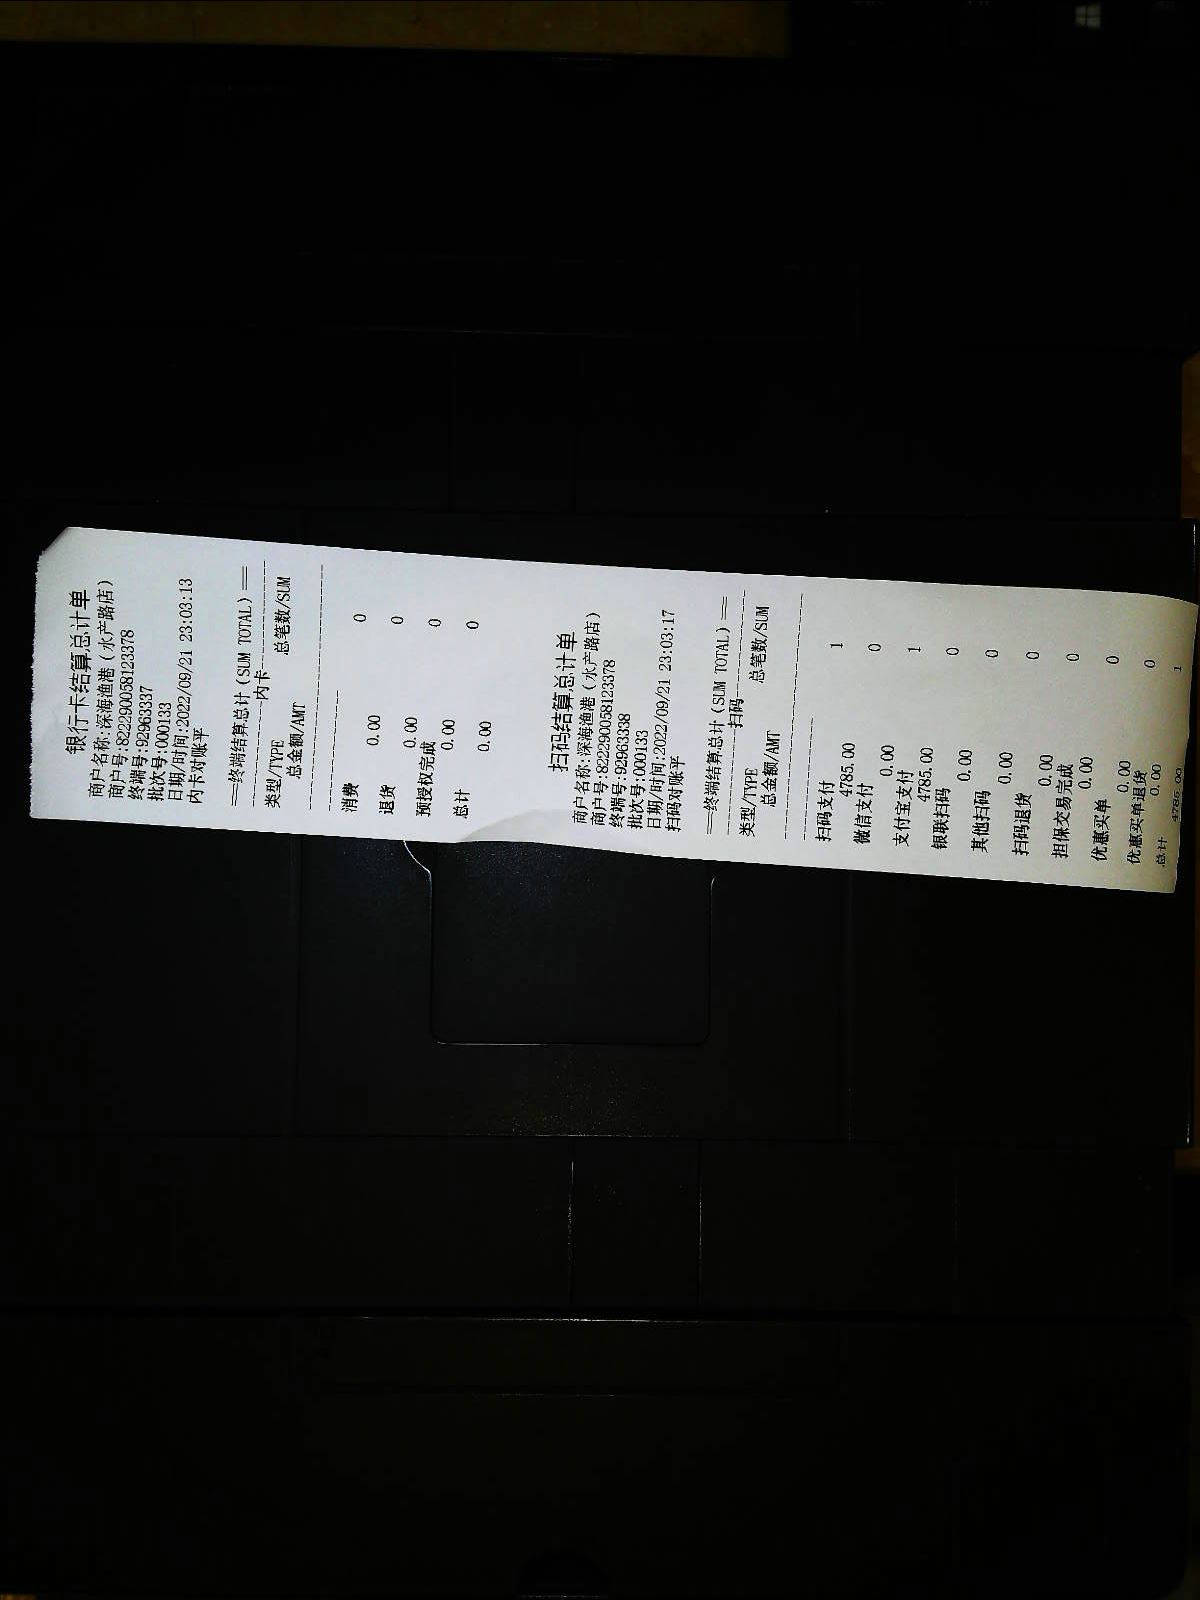 银行卡结算总计单
商户名称:深海渔港(水产路店)
商户号:822290058123378
终端号:92963337
批次号:000133
日期/时间:2022/09/21 23:03:13
内卡对账平
==终端结算总计(SUM TOTAL)==
内卡
类型/TYPE 总笔数/SUM
总金额/AMT
消费 0
0.00
退货 0
0.00
预授权完成 0
0.00
总计 0
0.00
扫码结算总计单
商户名称:深海渔港(水产路店)
商户号:822290058123378
终端号:92963338
批次号:000133
日期/时间:2022/09/21 23:03:17
扫码对账平
==终端结算总计(SUM TOTAL)==
扫码
类型/TYPE 总笔数/SUM
总金额/AMT
扫码支付 1
4785.00
微信支付 0
0.00
支付宝支付 1
4785.00
银联扫码 0
0.00
其他扫码 0
0.00
扫码退货 0
0.00
担保交易完成 0
0.00
优惠买单 0
0.00
优惠买单退货 0
0.00
总计 1
4785.00